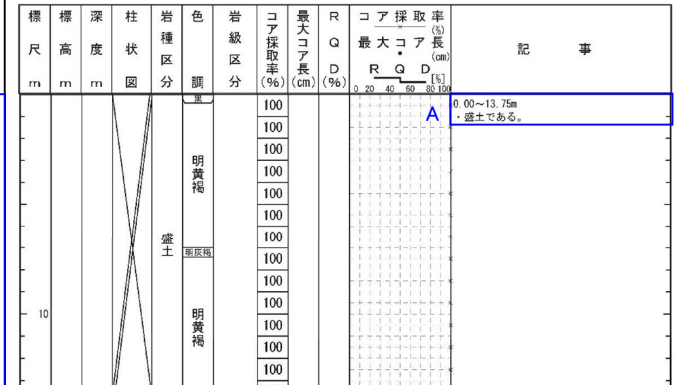 標尺 m
標高 m
深度 m
柱状図
岩種区分
色調
岩級区分
コア採取率(%)
最大コア長(cm)
RQD(%)
コア採取率(%)
最大コア長(cm)
RQD[%]
0 20 40 60 80 100
記事
黒
100
A
0.00～13.75m
・盛土である。
100
100
明黄褐
100
100
100
100
盛土
明灰褐
100
100
10
100
明黄褐
100
100